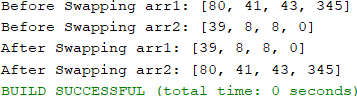 Before Swapping arr1: [80, 41, 43, 345]
Before Swapping arr2: [39, 8, 8, 0]
After Swapping arr1: [39, 8, 8, 0]
After Swapping arr2: [80, 41, 43, 345]
BUILD SUCCESSFUL (total time: 0 seconds)